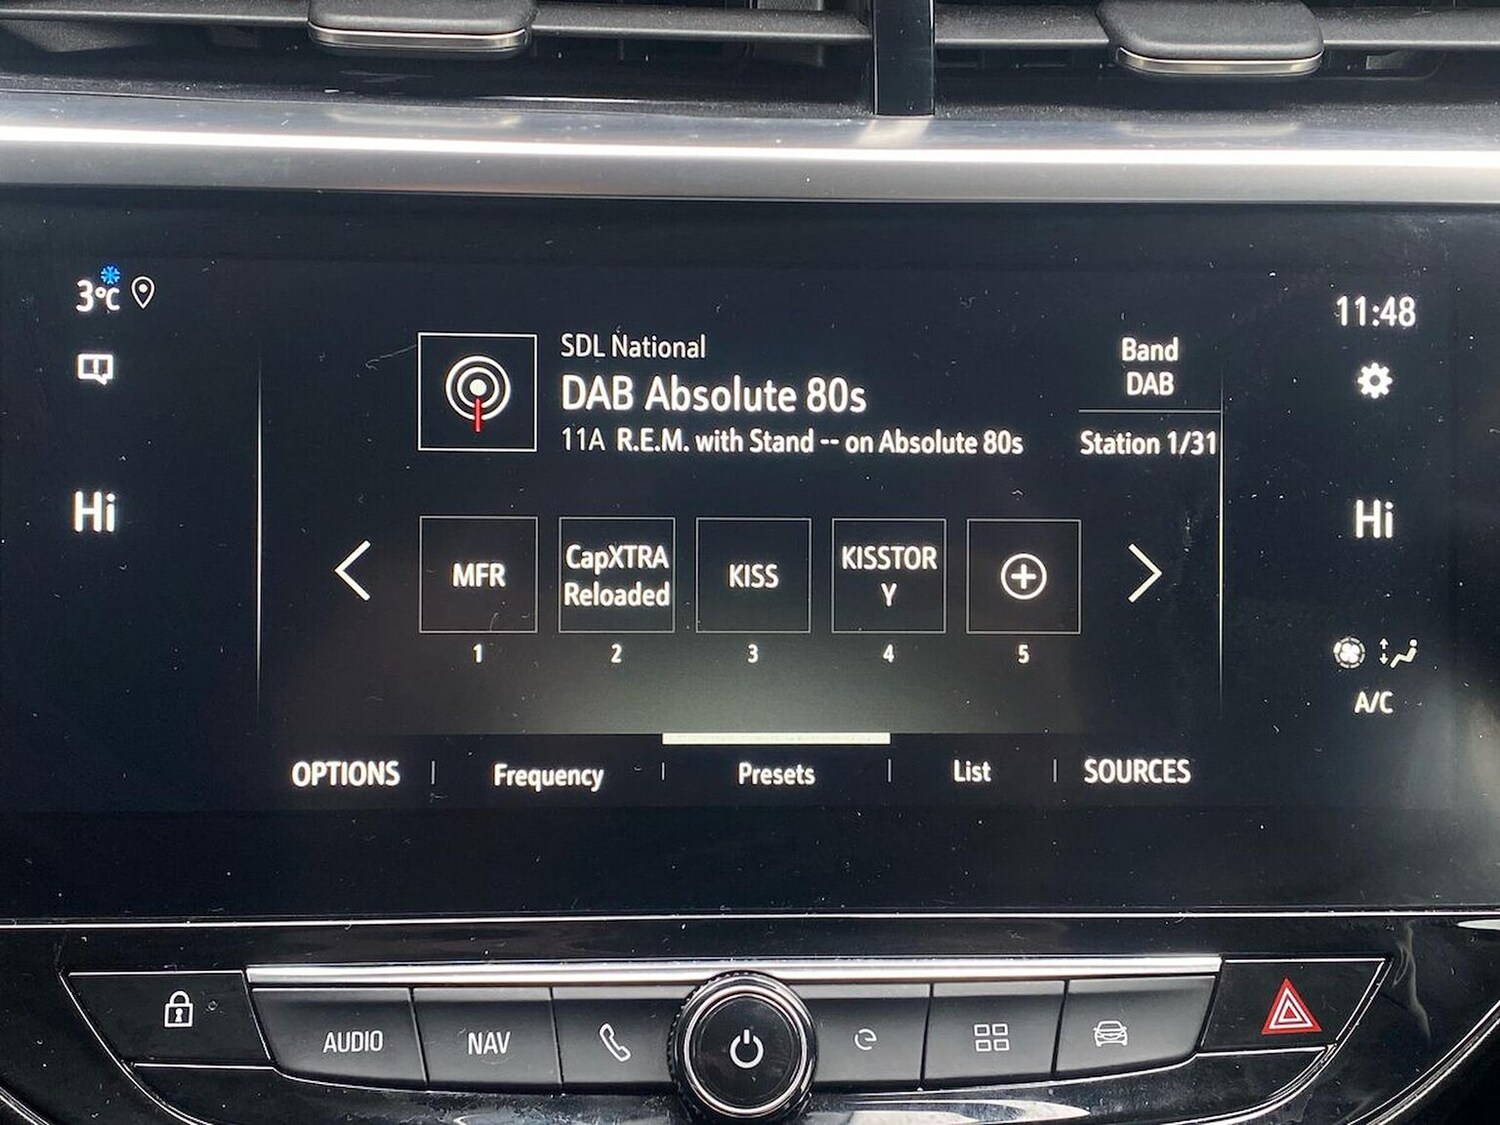 3°C
11:48
SDL National
DAB Absolute 80s
11A R.E.M. with Stand -- on Absolute 80s
Band
DAB
Station 1/31
Hi
Hi
MFR
CapXTRA
Reloaded
KISS
KISSTOR
Y
1
2
3
4
5
A/C
OPTIONS
Frequency
Presets
List
SOURCES
AUDIO
NAV